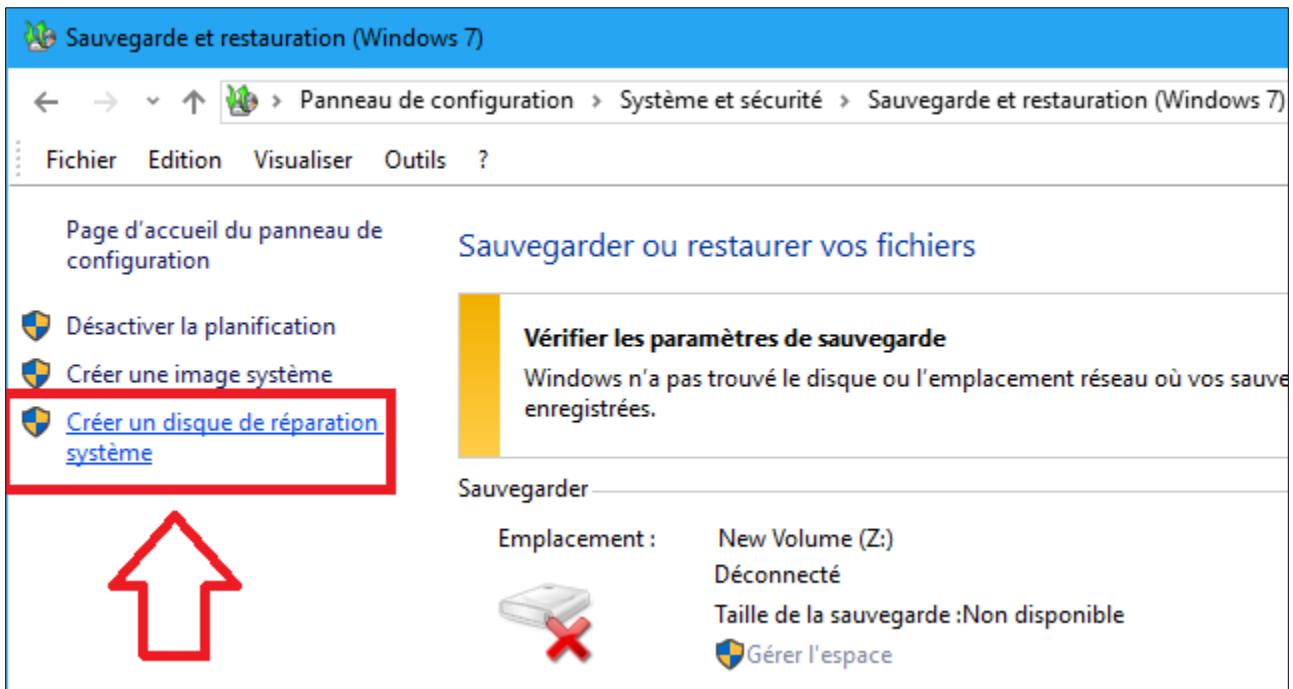 Sauvegarde et restauration (Windows 7)
Panneau de configuration > Système et sécurité > Sauvegarde et restauration (Windows 7)
Fichier Edition Visualiser Outils ?
Page d'accueil du panneau de
configuration
Désactiver la planification
Créer une image système
Créer un disque de réparation
système
Sauvegarder ou restaurer vos fichiers
Vérifier les paramètres de sauvegarde
Windows n'a pas trouvé le disque ou l'emplacement réseau où vos sauve
enregistrées.
Sauvegarder
Emplacement : New Volume (Z:)
Déconnecté
Taille de la sauvegarde :Non disponible
Gérer l'espace